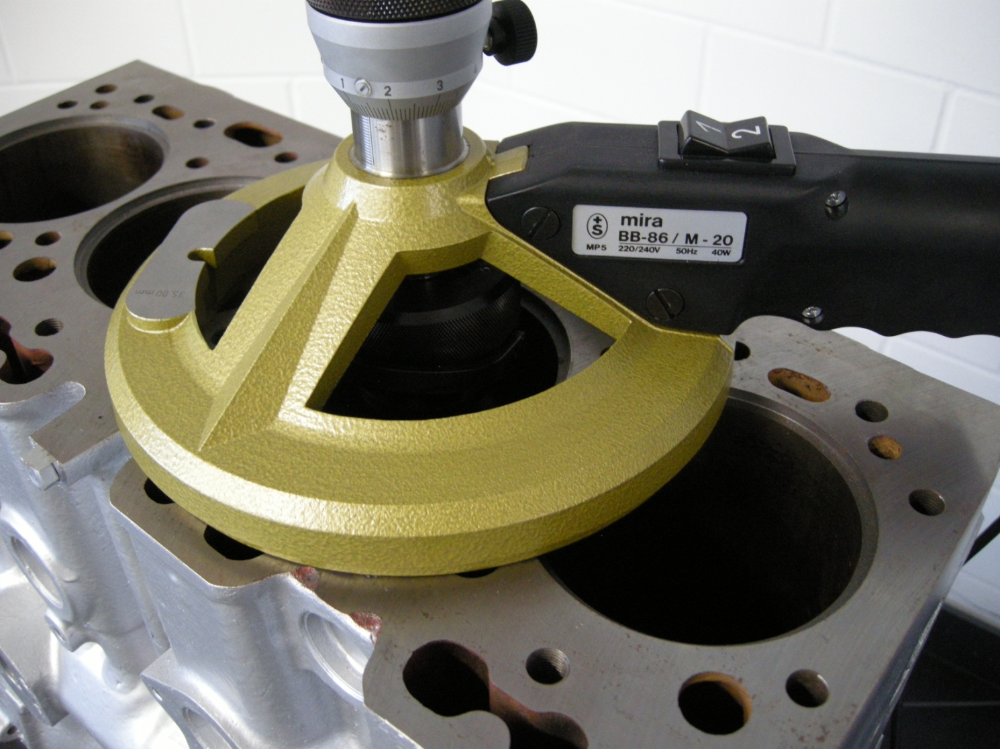 1 2 3
1 2
+
S
mira
BB-86 / M - 20
MP5 220/240V 50Hz 40W
35,00 mm